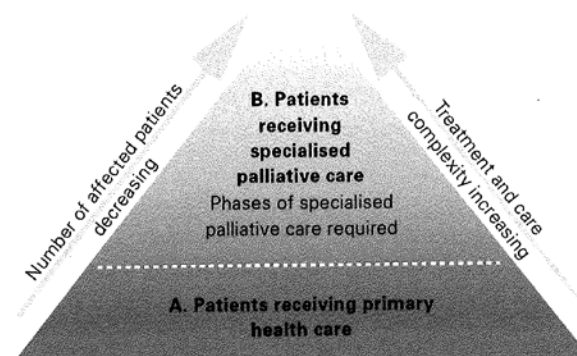 Number of affected patients
decreasing
Treatment and care
complexity increasing
B. Patients
receiving
specialised
palliative care
Phases of specialised
palliative care required
A. Patients receiving primary
health care